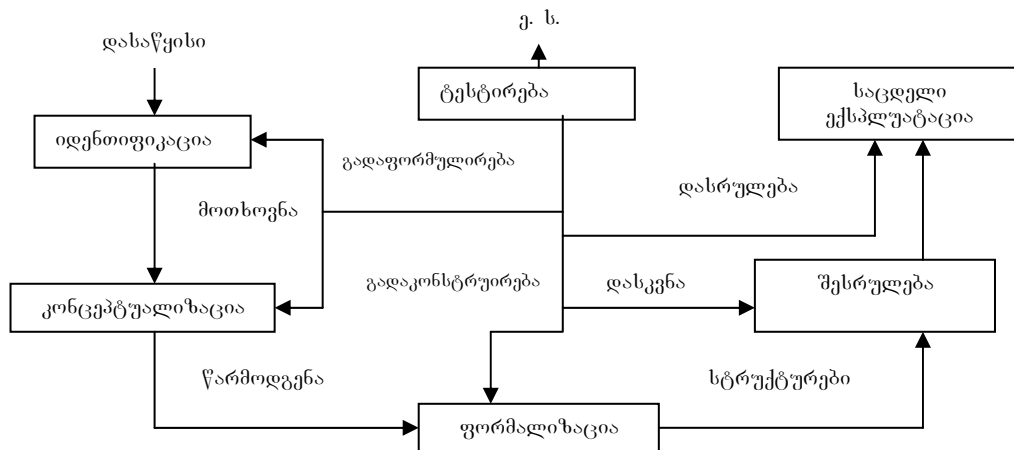 ე. ს.
დასაწყისი
ტესტირება
საცდელი
ექსპლუატაცია
იდენთიფიკაცია
გადაფორმულირება
დასრულება
მოთხოვნა
გადაკონსტრუირება
დასკვნა
შესრულება
კონცეპტუალიზაცია
წარმოდგენა
სტრუქტურები
ფორმალიზაცია